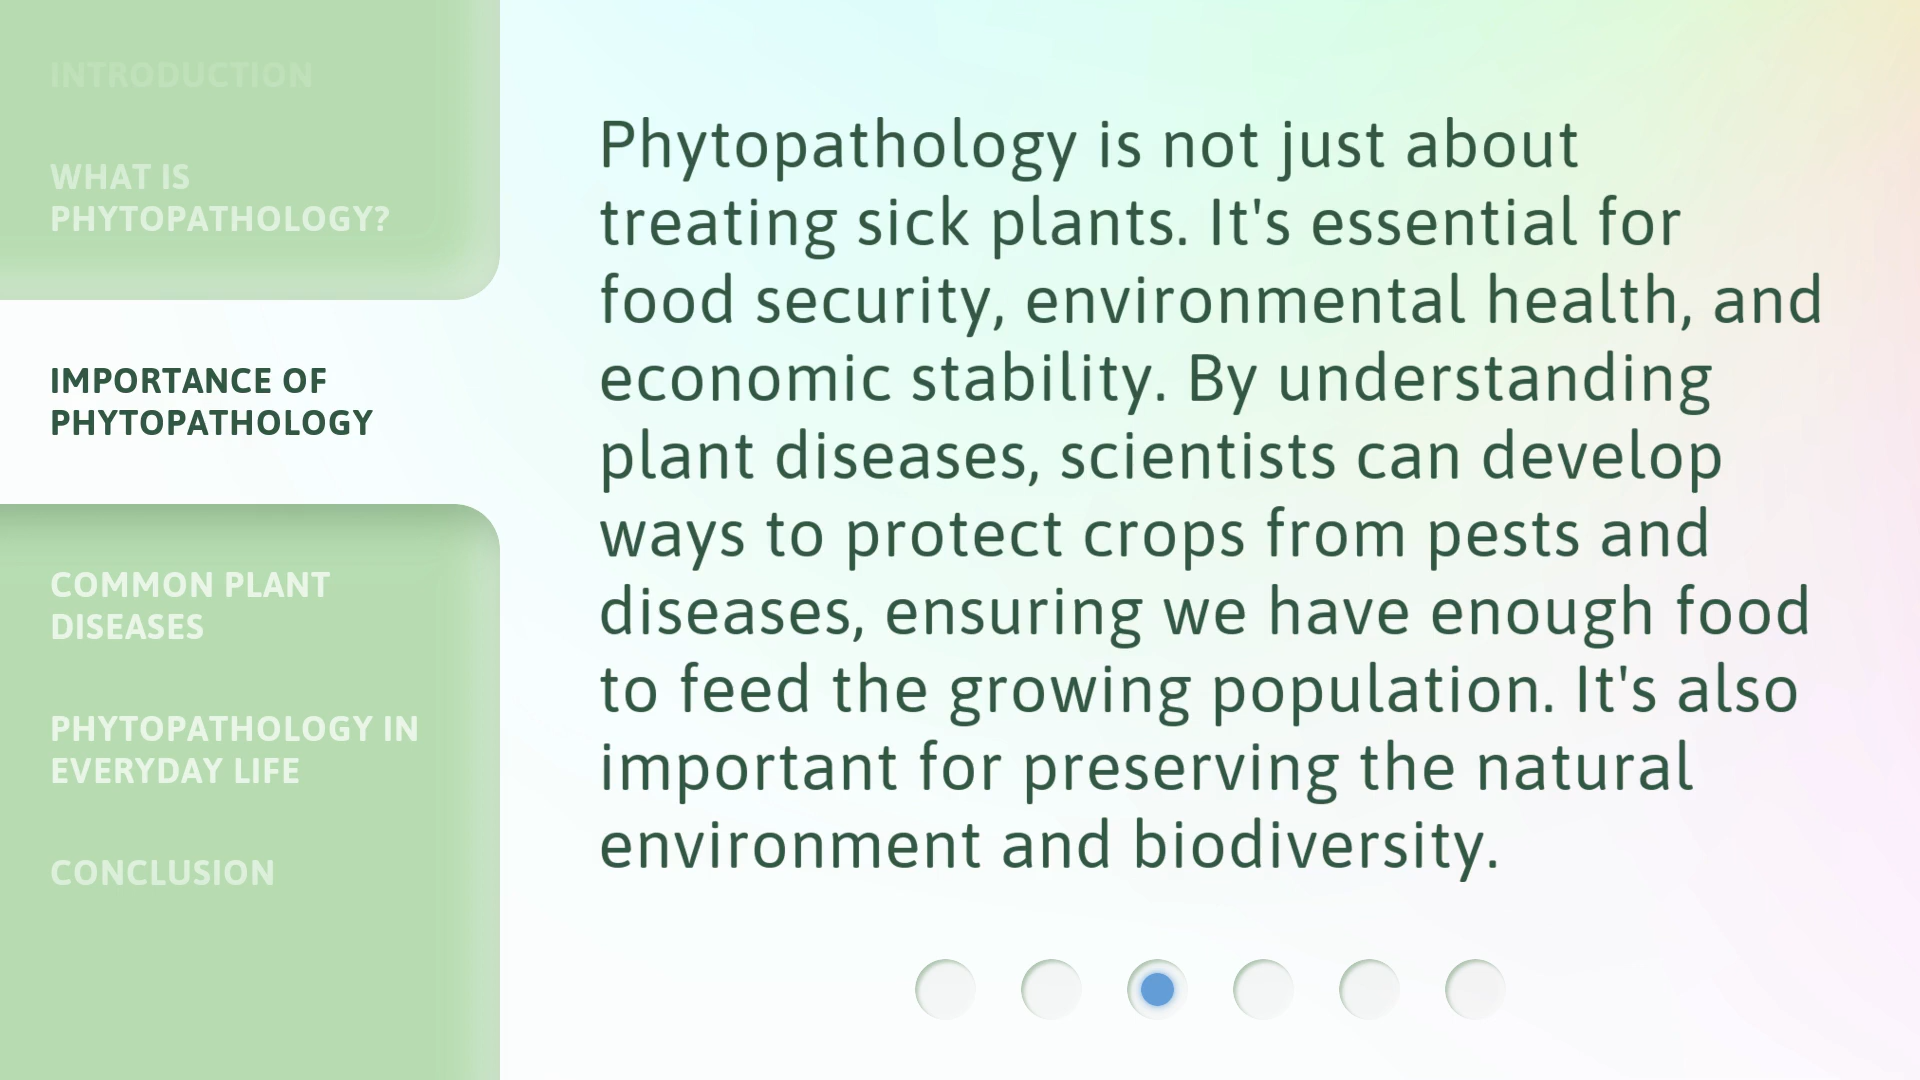 INTRODUCTION
WHAT IS
PHYTOPATHOLOGY?
IMPORTANCE OF
PHYTOPATHOLOGY
COMMON PLANT
DISEASES
PHYTOPATHOLOGY IN
EVERYDAY LIFE
CONCLUSION
Phytopathology is not just about
treating sick plants. It's essential for
food security, environmental health, and
economic stability. By understanding
plant diseases, scientists can develop
ways to protect crops from pests and
diseases, ensuring we have enough food
to feed the growing population. It's also
important for preserving the natural
environment and biodiversity.